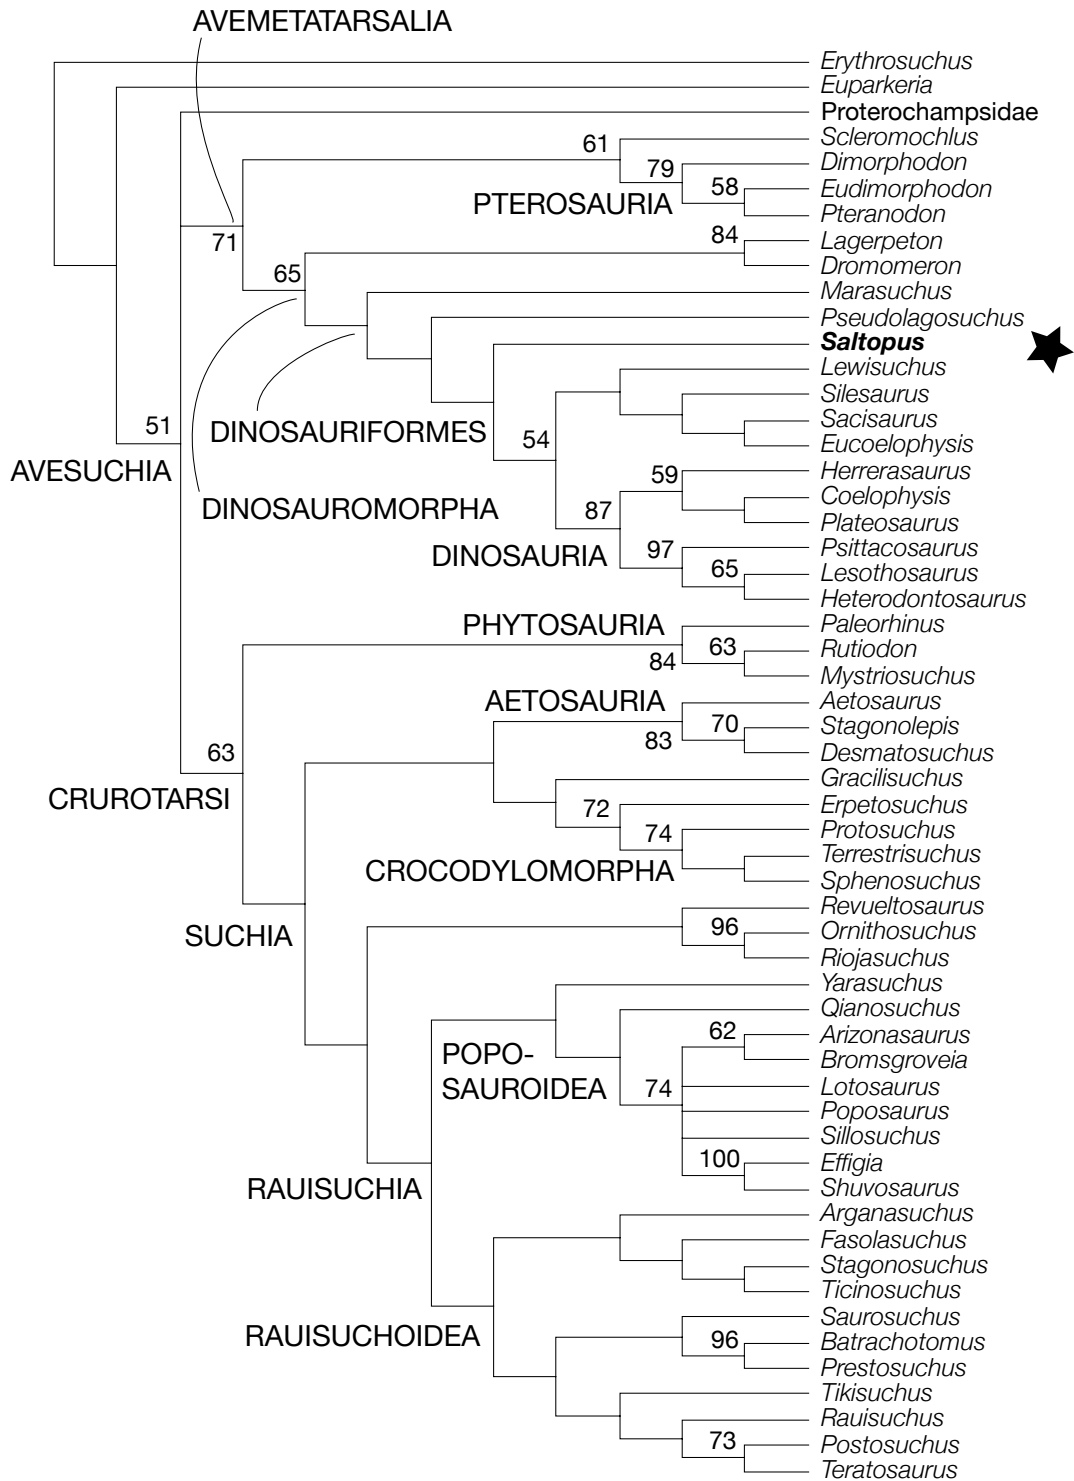 AVEMETATARSALIA
Erythrosuchus
Euparkeria
Proterochampsidae
Scleromochlus
61
Dimorphodon
79
Eudimorphodon
58
PTEROSAURIA
Pteranodon
71
84
Lagerpeton
Dromomeron
65
Marasuchus
Pseudolagosuchus
Saltopus
Lewisuchus
Silesaurus
Sacisaurus
51
DINOSAURIFORMES
54
Eucoelophysis
AVESUCHIA
59
Herrerasaurus
Coelophysis
DINOSAUROMORPHA
87
Plateosaurus
DINOSAURIA
97
Psittacosaurus
65
Lesothosaurus
Heterodontosaurus
PHYTOSAURIA
Paleorhinus
84
63
Rutiodon
Mystriosuchus
AETOSAURIA
Aetosaurus
70
Stagonolepis
83
Desmatosuchus
63
Gracilisuchus
CRUROTARSI
72
Erpetosuchus
74
Protosuchus
Terrestrisuchus
CROCODYLOMORPHA
Sphenosuchus
Revueltosaurus
SUCHIA
96
Ornithosuchus
Riojasuchus
Yarasuchus
Qianosuchus
62
Arizonasaurus
POPO-
SAUROIDEA
Bromsgroveia
74
Lotosaurus
Poposaurus
Sillosuchus
100
Effigia
RAUISUCHIA
Shuvosaurus
Arganasuchus
Fasolasuchus
Stagonosuchus
Ticinosuchus
Saurosuchus
RAUISUCHOIDEA
96
Batrachotomus
Prestosuchus
Tikisuchus
Rauisuchus
73
Postosuchus
Teratosaurus